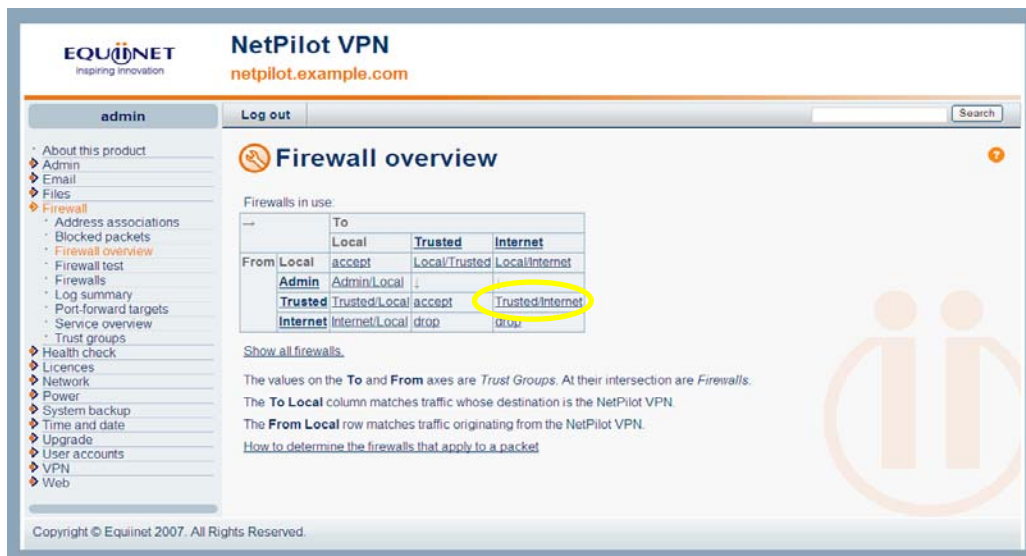 EQUiiNET
inspiring innovation
NetPilot VPN
netpilot.example.com
admin
Log out
Search
About this product
Admin
Email
Files
Firewall
Address associations
Blocked packets
Firewall overview
Firewall test
Firewalls
Log summary
Port-forward targets
Service overview
Trust groups
Health check
Licences
Network
Power
System backup
Time and date
Upgrade
User accounts
VPN
Web
Firewall overview
?
Firewalls in use:
→ To
Local Trusted Internet
From Local accept Local/Trusted Local/Internet
Admin Admin/Local ↓ ↓
Trusted Trusted/Local accept Trusted/Internet
Internet Internet/Local drop drop
Show all firewalls.
The values on the To and From axes are Trust Groups. At their intersection are Firewalls.
The To Local column matches traffic whose destination is the NetPilot VPN.
The From Local row matches traffic originating from the NetPilot VPN.
How to determine the firewalls that apply to a packet
ii
Copyright © Equiinet 2007. All Rights Reserved.